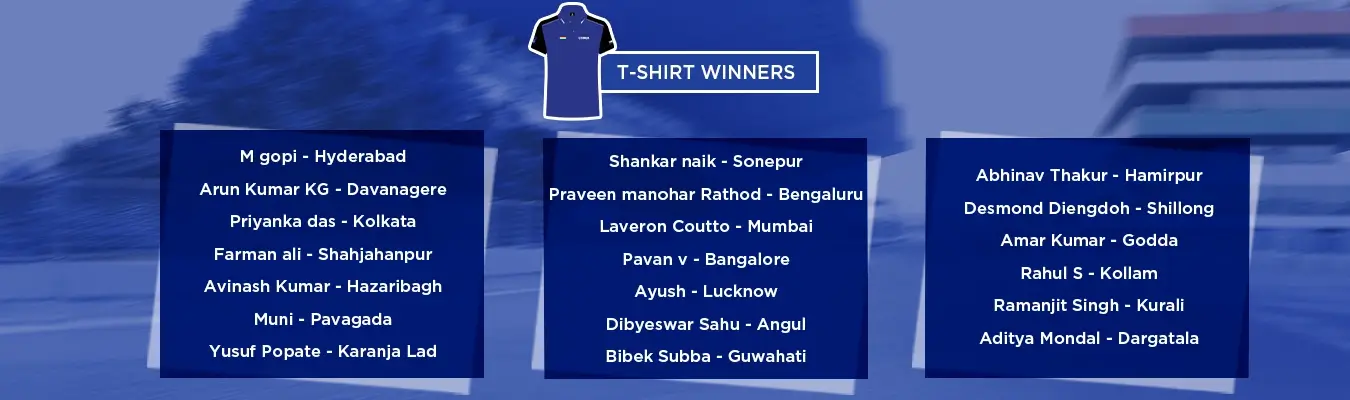 T-SHIRT WINNERS
M gopi - Hyderabad
Arun Kumar KG - Davanagere
Priyanka das - Kolkata
Farman ali - Shahjahanpur
Avinash Kumar - Hazaribagh
Muni - Pavagada
Yusuf Popate - Karanja Lad
Shankar naik - Sonepur
Praveen manohar Rathod - Bengaluru
Laveron Coutto - Mumbai
Pavan v - Bangalore
Ayush - Lucknow
Dibyeswar Sahu - Angul
Bibek Subba - Guwahati
Abhinav Thakur - Hamirpur
Desmond Diengdoh - Shillong
Amar Kumar - Godda
Rahul S - Kollam
Ramanjit Singh - Kurali
Aditya Mondal - Dargatala